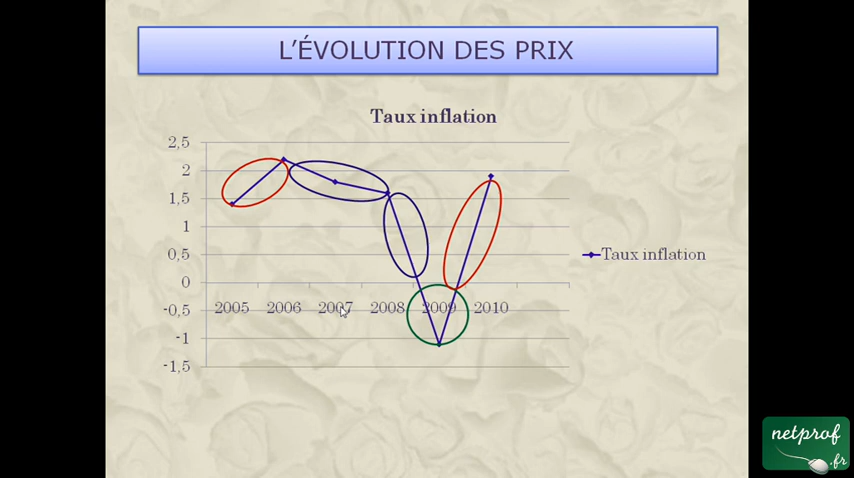 L'ÉVOLUTION DES PRIX
Taux inflation
2,5
2
1,5
1
0,5
0
-0,5
-1
-1,5
2005 2006 2007 2008 2009 2010
Taux inflation
netprof
.fr